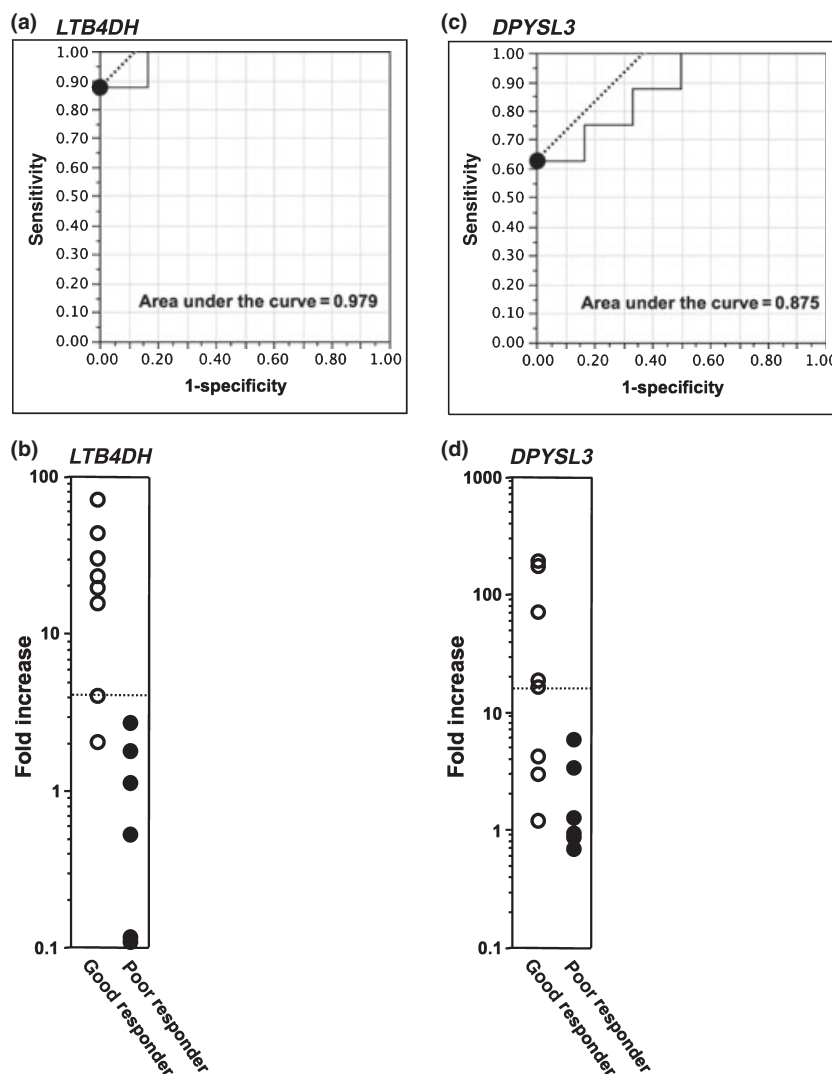 (a) LTB4DH
1.00
0.90
0.80
0.70
0.60
0.50
0.40
0.30
0.20
0.10
0.00
Sensitivity
Area under the curve = 0.979
0.00 0.20 0.40 0.60 0.80 1.00
1-specificity
(c) DPYSL3
1.00
0.90
0.80
0.70
0.60
0.50
0.40
0.30
0.20
0.10
0.00
Sensitivity
Area under the curve = 0.875
0.00 0.20 0.40 0.60 0.80 1.00
1-specificity
(b) LTB4DH
100
10
1
0.1
Fold increase
Good responder
Poor responder
(d) DPYSL3
1000
100
10
1
0.1
Fold increase
Good responder
Poor responder